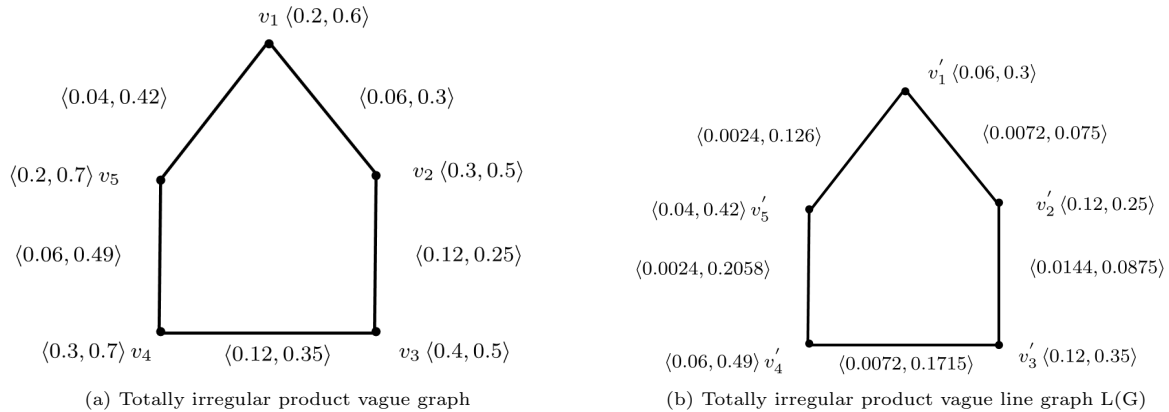 v₁ ⟨0.2, 0.6⟩
⟨0.04, 0.42⟩
⟨0.06, 0.3⟩
⟨0.2, 0.7⟩ v₅
v₂ ⟨0.3, 0.5⟩
⟨0.06, 0.49⟩
⟨0.12, 0.25⟩
⟨0.3, 0.7⟩ v₄
⟨0.12, 0.35⟩
v₃ ⟨0.4, 0.5⟩
(a) Totally irregular product vague graph
v₁′ ⟨0.06, 0.3⟩
⟨0.0024, 0.126⟩
⟨0.0072, 0.075⟩
⟨0.04, 0.42⟩ v₅′
v₂′ ⟨0.12, 0.25⟩
⟨0.0024, 0.2058⟩
⟨0.0144, 0.0875⟩
⟨0.06, 0.49⟩ v₄′
⟨0.0072, 0.1715⟩
v₃′ ⟨0.12, 0.35⟩
(b) Totally irregular product vague line graph L(G)